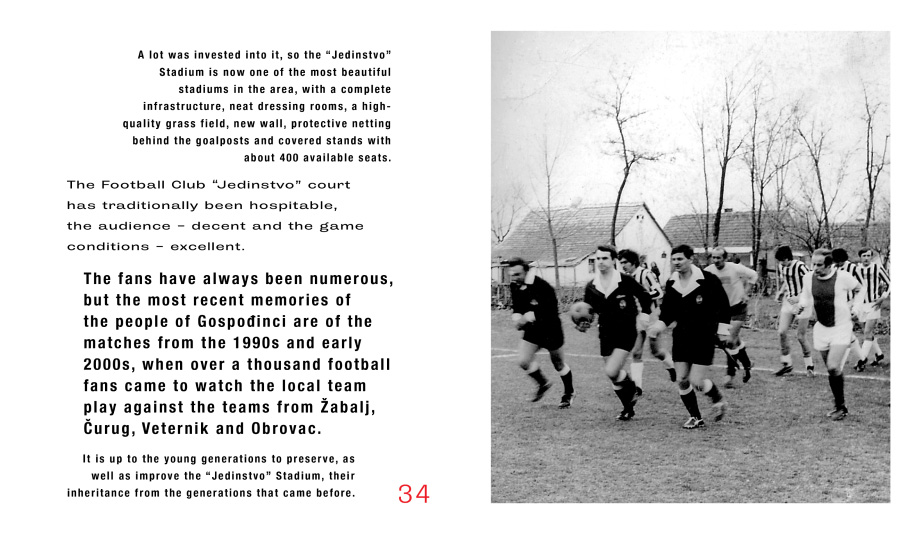 A lot was invested into it, so the “Jedinstvo”
Stadium is now one of the most beautiful
stadiums in the area, with a complete
infrastructure, neat dressing rooms, a high-
quality grass field, new wall, protective netting
behind the goalposts and covered stands with
about 400 available seats.
The Football Club “Jedinstvo” court
has traditionally been hospitable,
the audience – decent and the game
conditions – excellent.
The fans have always been numerous,
but the most recent memories of
the people of Gospođinci are of the
matches from the 1990s and early
2000s, when over a thousand football
fans came to watch the local team
play against the teams from Žabalj,
Čurug, Veternik and Obrovac.
It is up to the young generations to preserve, as
well as improve the “Jedinstvo” Stadium, their
inheritance from the generations that came before.
34